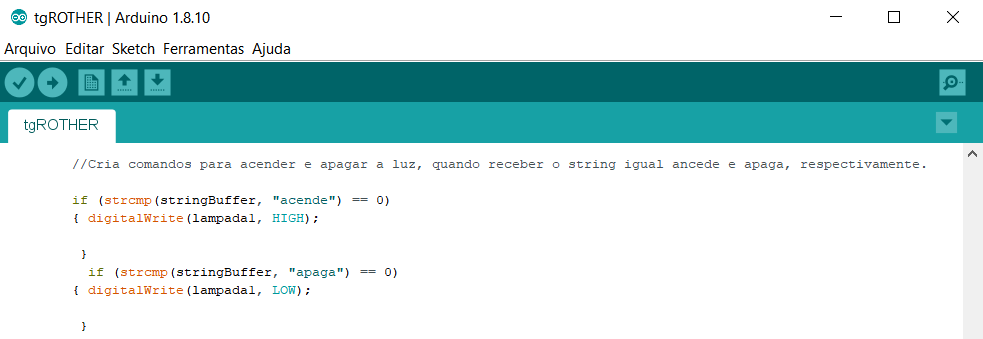 tgROTHER | Arduino 1.8.10
Arquivo Editar Sketch Ferramentas Ajuda
tgROTHER
//Cria comandos para acender e apagar a luz, quando receber o string igual ancede e apaga, respectivamente.
if (strcmp(stringBuffer, "acende") == 0)
{ digitalWrite(lampadal, HIGH);
}
if (strcmp(stringBuffer, "apaga") == 0)
{ digitalWrite(lampadal, LOW);
}